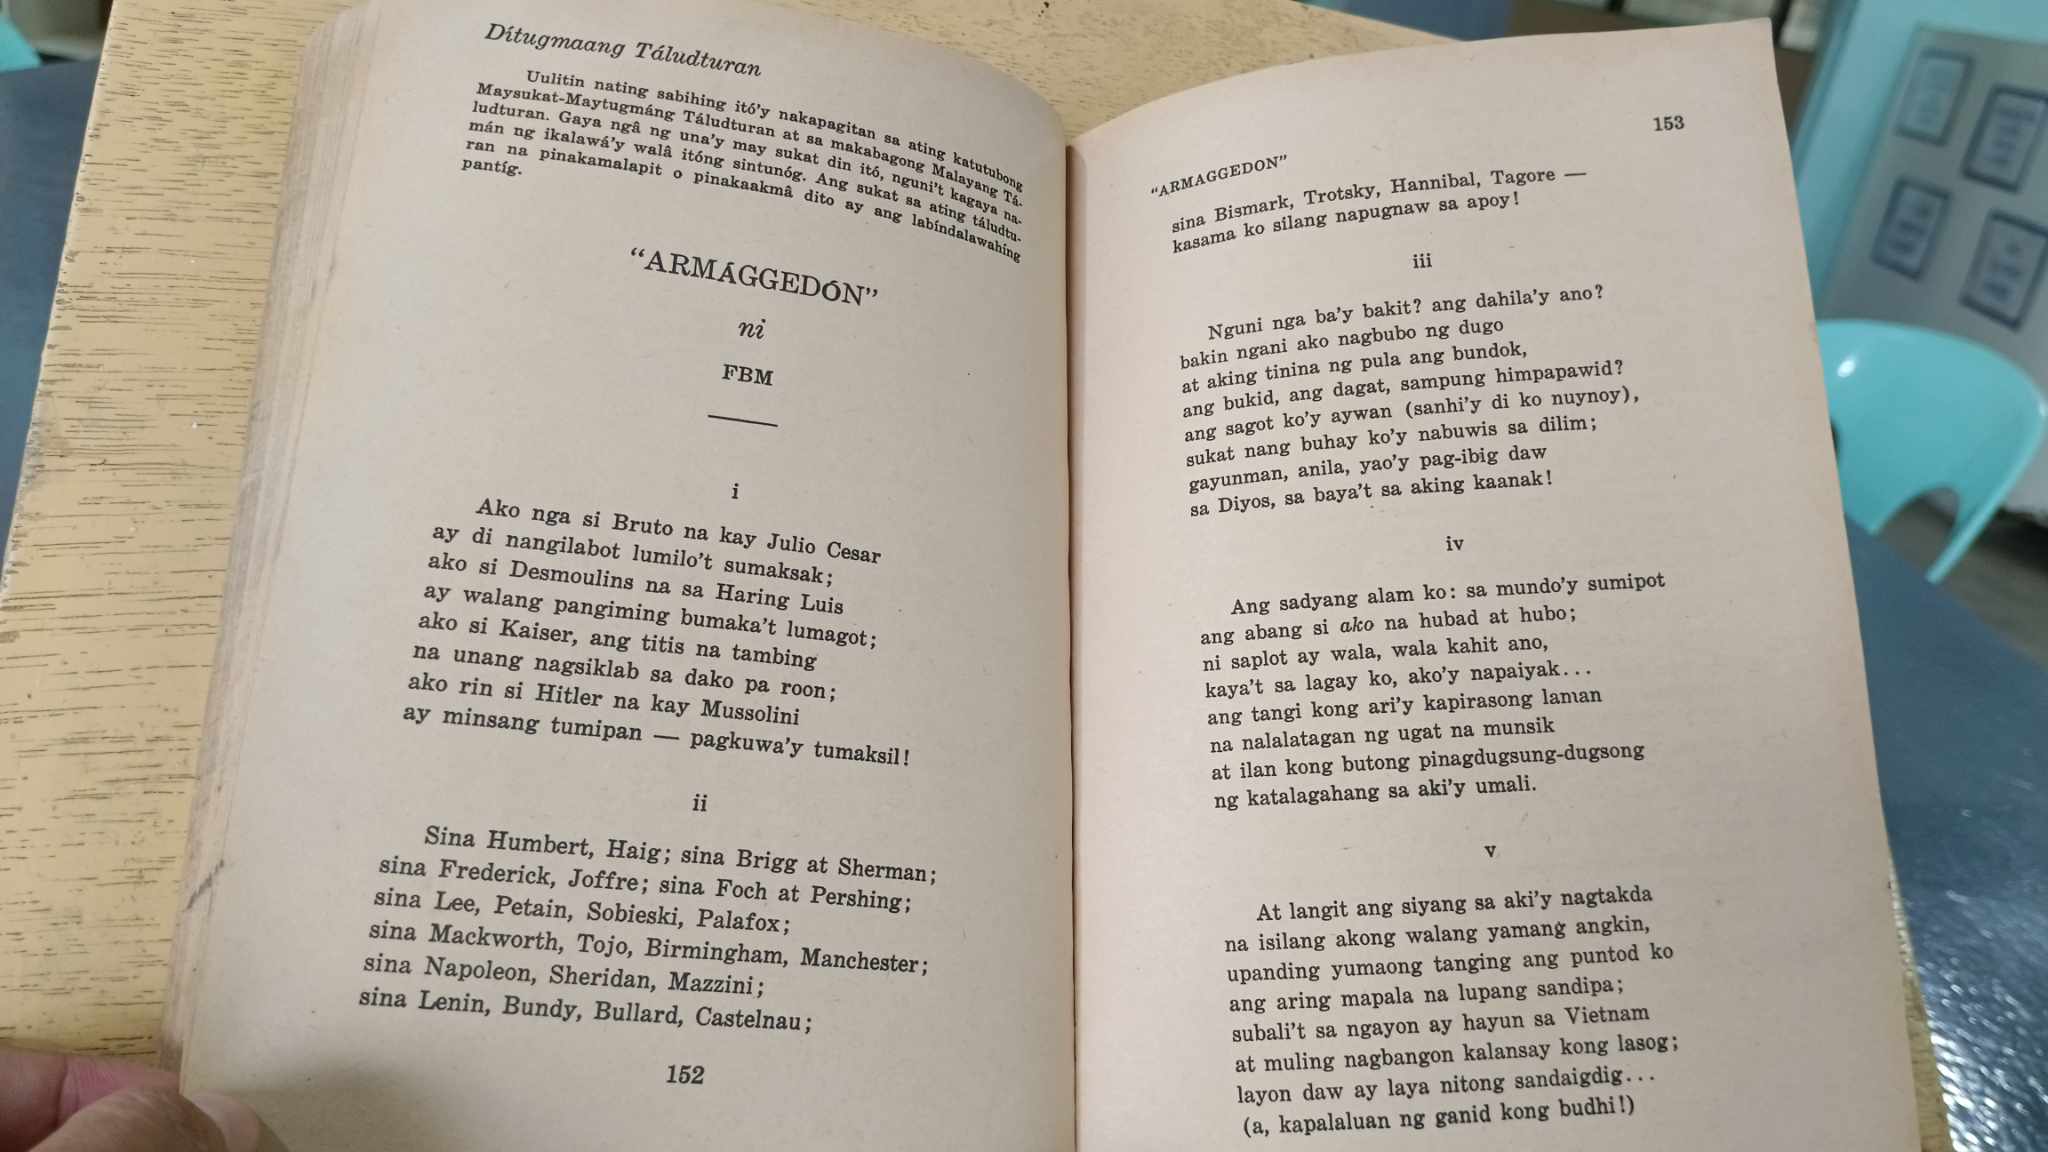 Dítugmaang Táludturan
Uulitin nating sabihing itó'y nakapagitan sa ating katutubong
Maysukat-Maytugmáng Táludturan at sa makabagong Malayang Tá-
ludturan. Gaya ngâ ng una'y may sukat din itó, nguni't kagaya na-
mán ng ikalawá'y walâ itóng sintunóg. Ang sukat sa ating táludtu-
ran na pinakamalapit o pinakaakmâ dito ay ang labíndalawahing
pantíg.
"ARMÁGGEDÓN"
ni
FBM
i
Ako nga si Bruto na kay Julio Cesar
ay di nangilabot lumilo't sumaksak;
ako si Desmoulins na sa Haring Luis
ay walang pangiming bumaka't lumagot;
ako si Kaiser, ang titis na tambing
na unang nagsiklab sa dako pa roon;
ako rin si Hitler na kay Mussolini
ay minsang tumipan — pagkuwa'y tumaksil!
ii
Sina Humbert, Haig; sina Brigg at Sherman;
sina Frederick, Joffre; sina Foch at Pershing;
sina Lee, Petain, Sobieski, Palafox;
sina Mackworth, Tojo, Birmingham, Manchester;
sina Napoleon, Sheridan, Mazzini;
sina Lenin, Bundy, Bullard, Castelnau;
152
"ARMAGGEDON"
153
sina Bismark, Trotsky, Hannibal, Tagore —
kasama ko silang napugnaw sa apoy!
iii
Nguni nga ba'y bakit? ang dahila'y ano?
bakin ngani ako nagbubo ng dugo
at aking tinina ng pula ang bundok,
ang bukid, ang dagat, sampung himpapawid?
ang sagot ko'y aywan (sanhi'y di ko nuynoy),
sukat nang buhay ko'y nabuwis sa dilim;
gayunman, anila, yao'y pag-ibig daw
sa Diyos, sa baya't sa aking kaanak!
iv
Ang sadyang alam ko: sa mundo'y sumipot
ang abang si ako na hubad at hubo;
ni saplot ay wala, wala kahit ano,
kaya't sa lagay ko, ako'y napaiyak...
ang tangi kong ari'y kapirasong laman
na nalalatagan ng ugat na munsik
at ilan kong butong pinagdugsung-dugsong
ng katalagahang sa aki'y umali.
v
At langit ang siyang sa aki'y nagtakda
na isilang akong walang yamang angkin,
upanding yumaong tanging ang puntod ko
ang aring mapala na lupang sandipa;
subali't sa ngayon ay hayun sa Vietnam
at muling nagbangon kalansay kong lasog;
layon daw ay laya nitong sandaigdig...
(a, kapalaluan ng ganid kong budhi!)